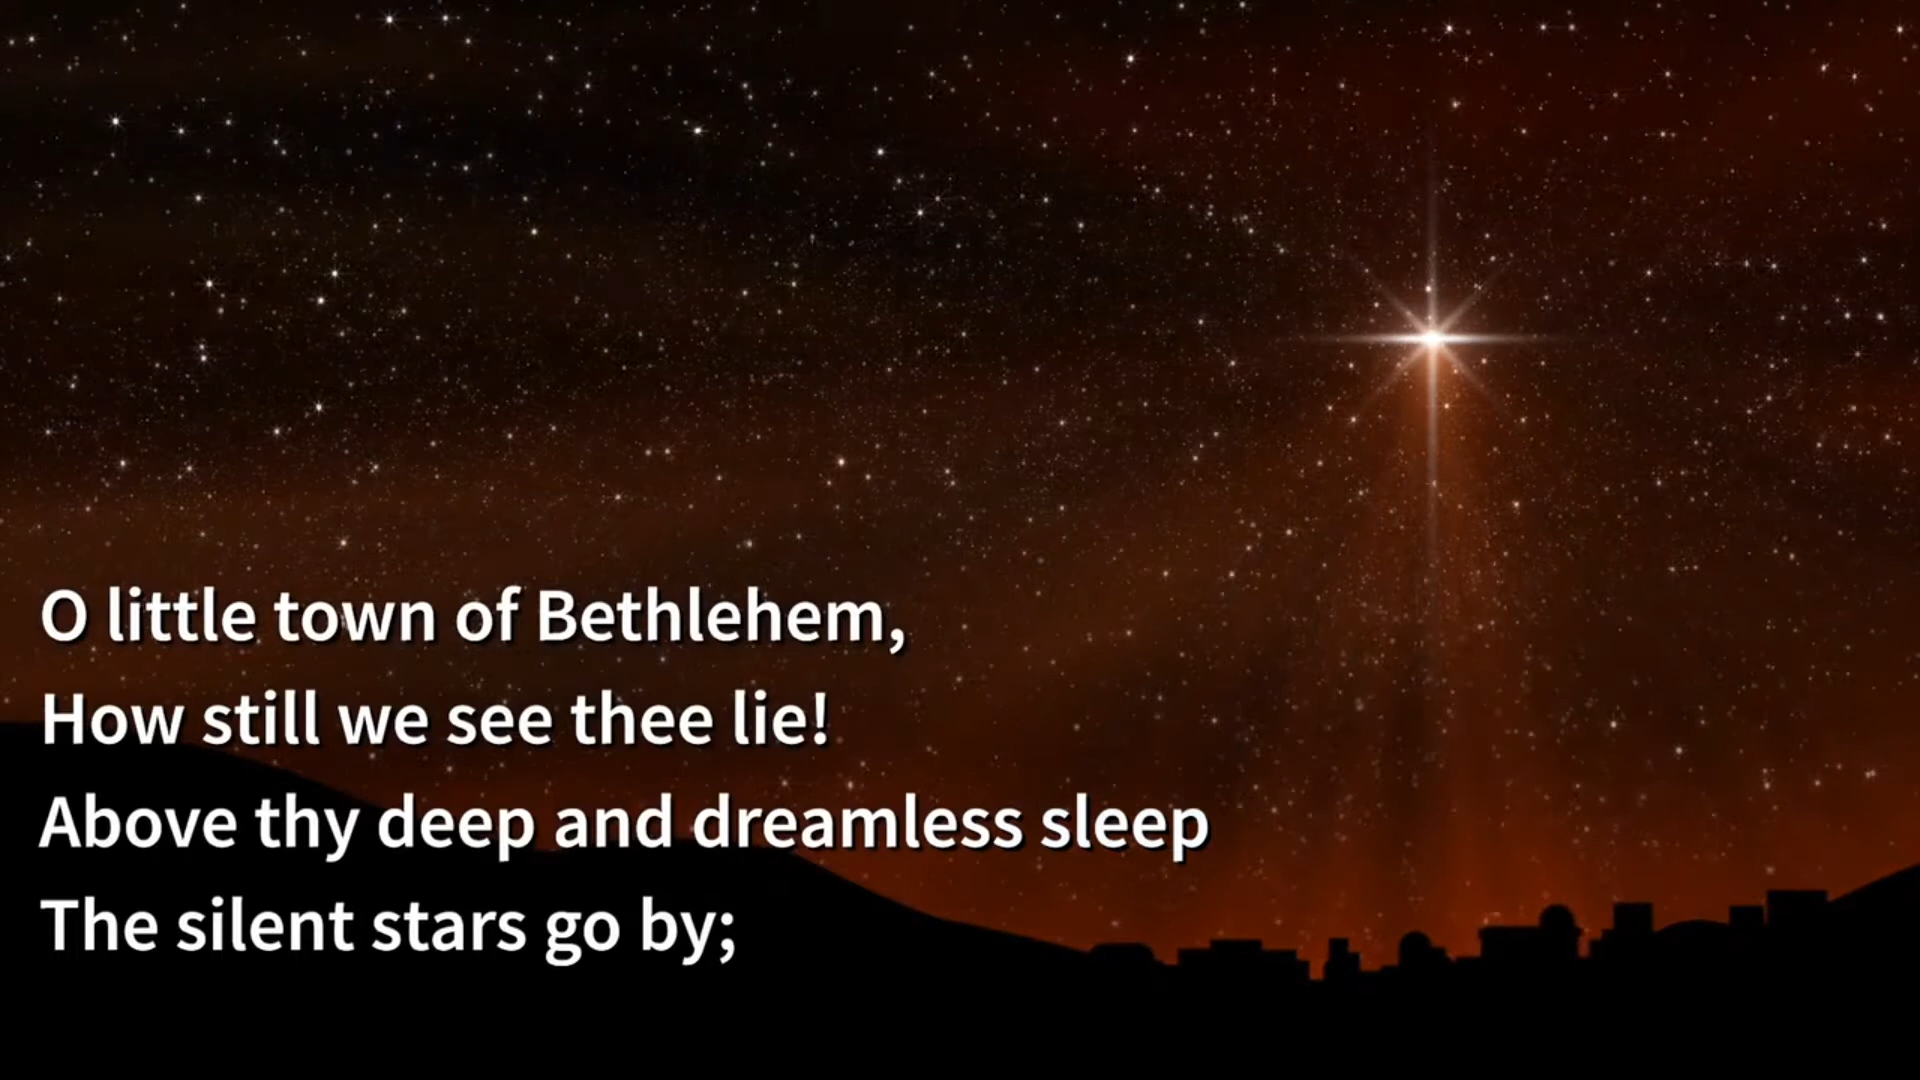 O little town of Bethlehem,
How still we see thee lie!
Above thy deep and dreamless sleep
The silent stars go by;